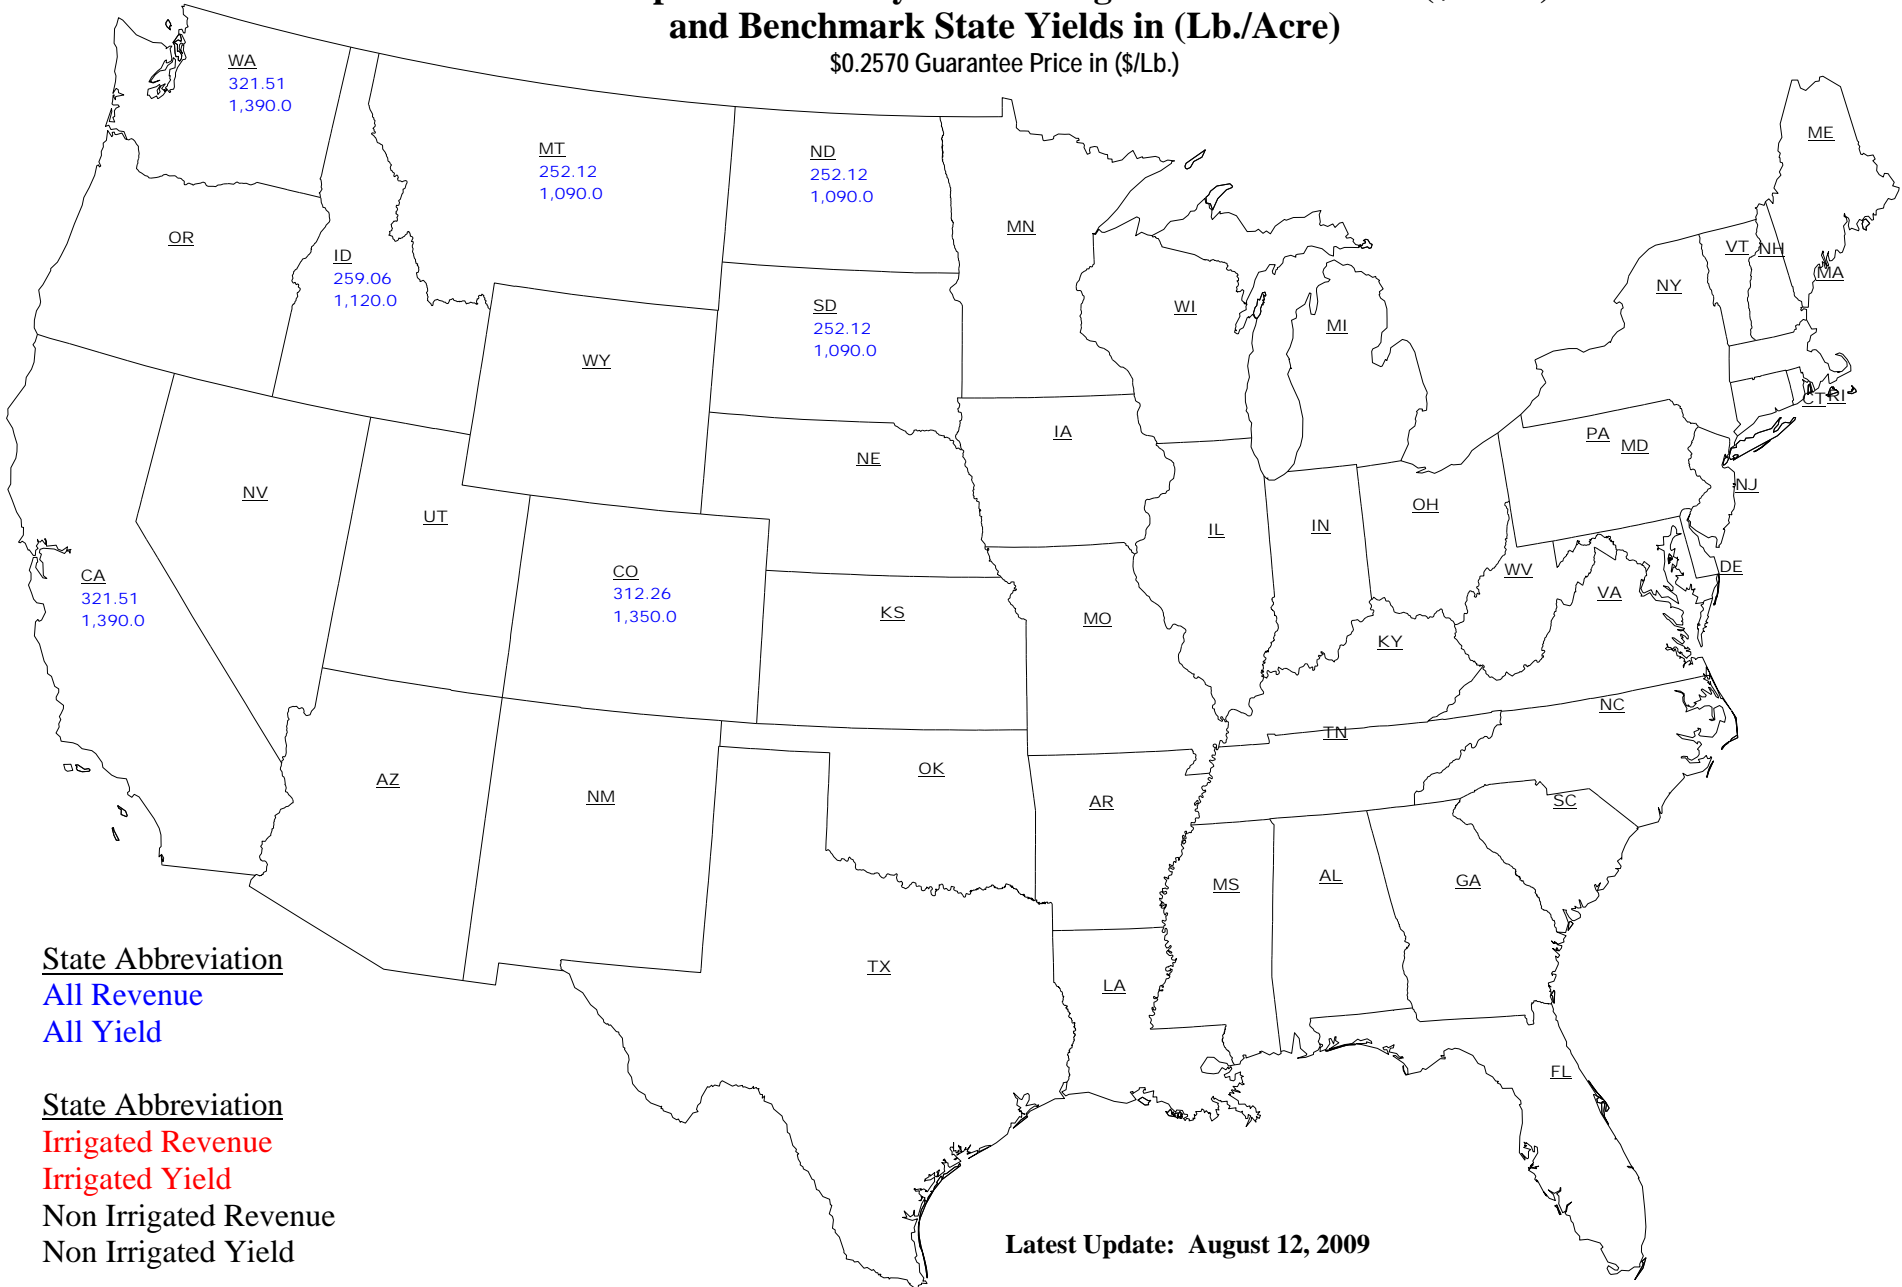 and Benchmark State Yields in (Lb./Acre)
$0.2570 Guarantee Price in ($/Lb.)
WA
321.51
1,390.0
MT
252.12
1,090.0
ND
252.12
1,090.0
ME
MN
OR
ID
259.06
1,120.0
VT
NH
MA
NY
SD
252.12
1,090.0
WI
MI
WY
CT
RI
IA
PA
MD
NE
NV
UT
NJ
OH
IN
IL
CA
321.51
1,390.0
CO
312.26
1,350.0
WV
DE
VA
KS
MO
KY
NC
TN
AZ
NM
OK
AR
SC
MS
AL
GA
TX
LA
FL
State Abbreviation
All Revenue
All Yield
State Abbreviation
Irrigated Revenue
Irrigated Yield
Non Irrigated Revenue
Non Irrigated Yield
Latest Update:  August 12, 2009